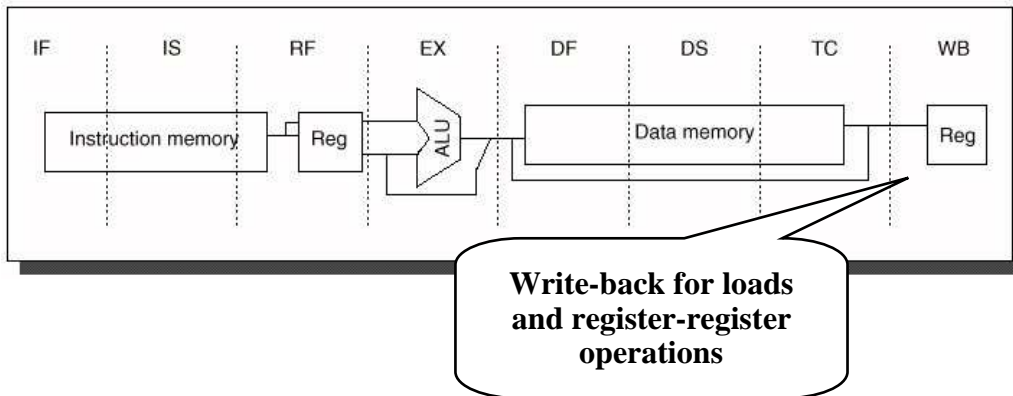 IF IS RF EX DF DS TC WB
Instruction memory Reg ALU Data memory Reg
Write-back for loads
and register-register
operations